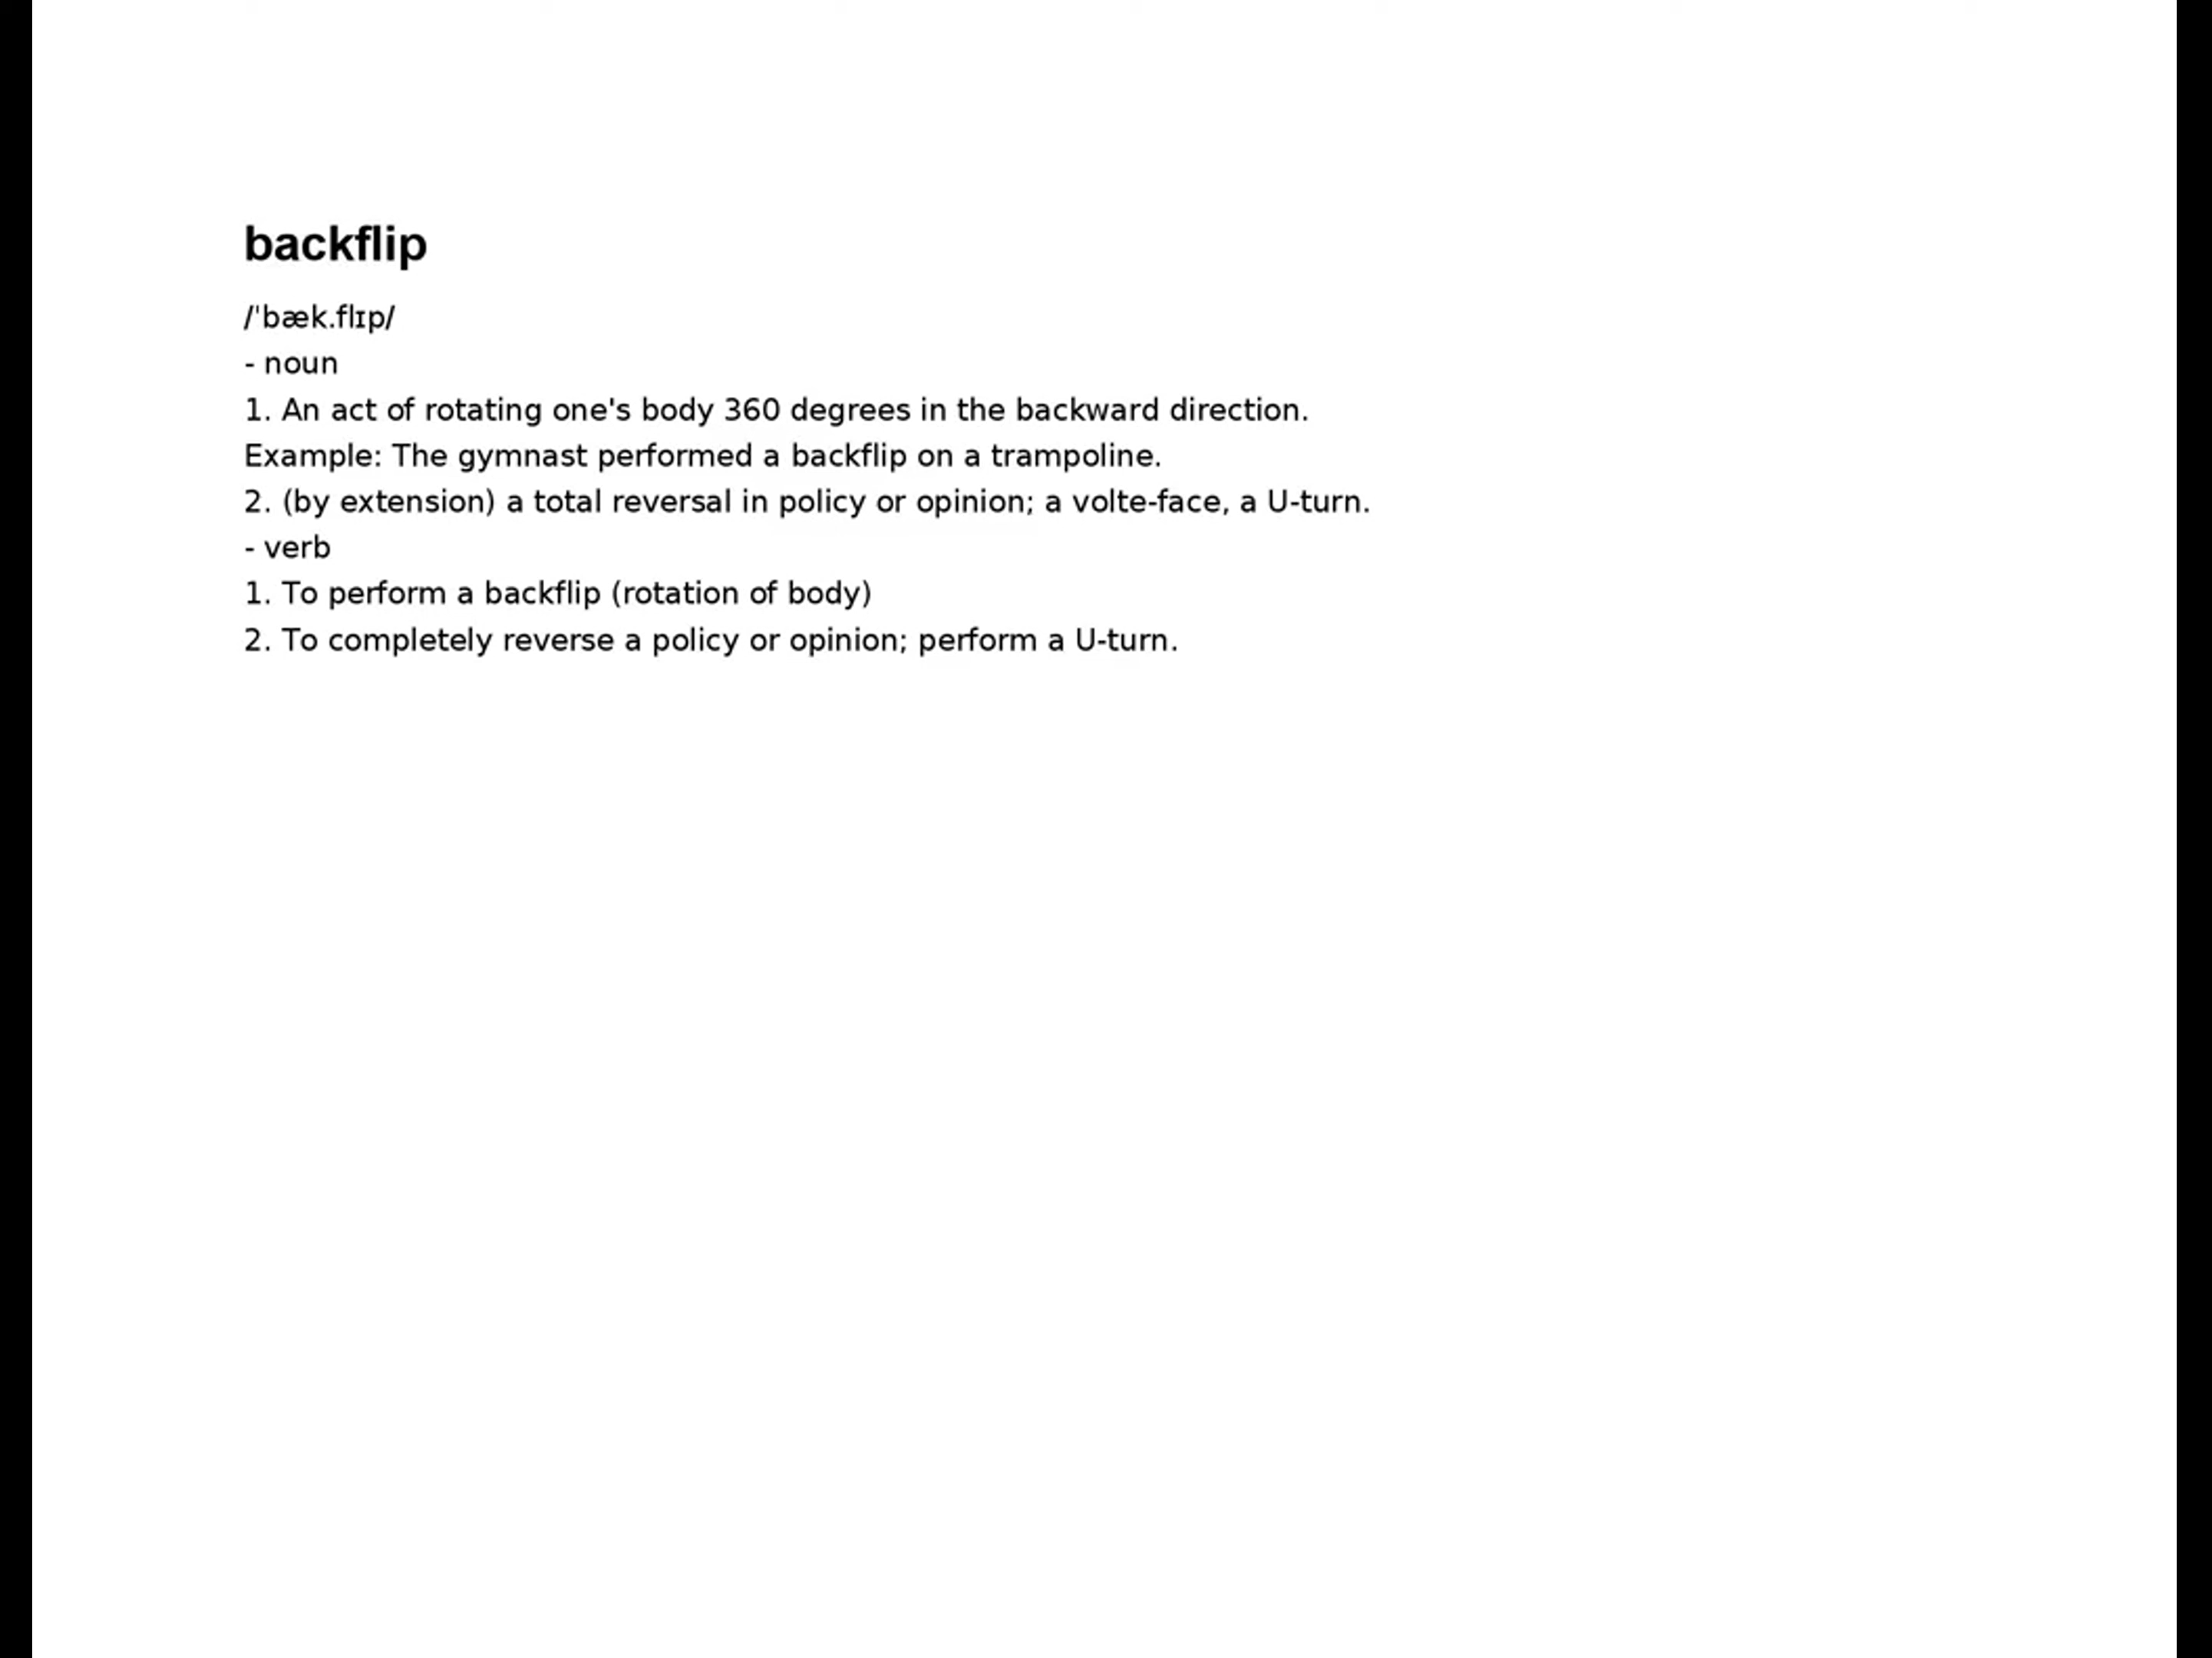 backflip
/ˈbæk.flɪp/
- noun
1. An act of rotating one's body 360 degrees in the backward direction.
Example: The gymnast performed a backflip on a trampoline.
2. (by extension) a total reversal in policy or opinion; a volte-face, a U-turn.
- verb
1. To perform a backflip (rotation of body)
2. To completely reverse a policy or opinion; perform a U-turn.